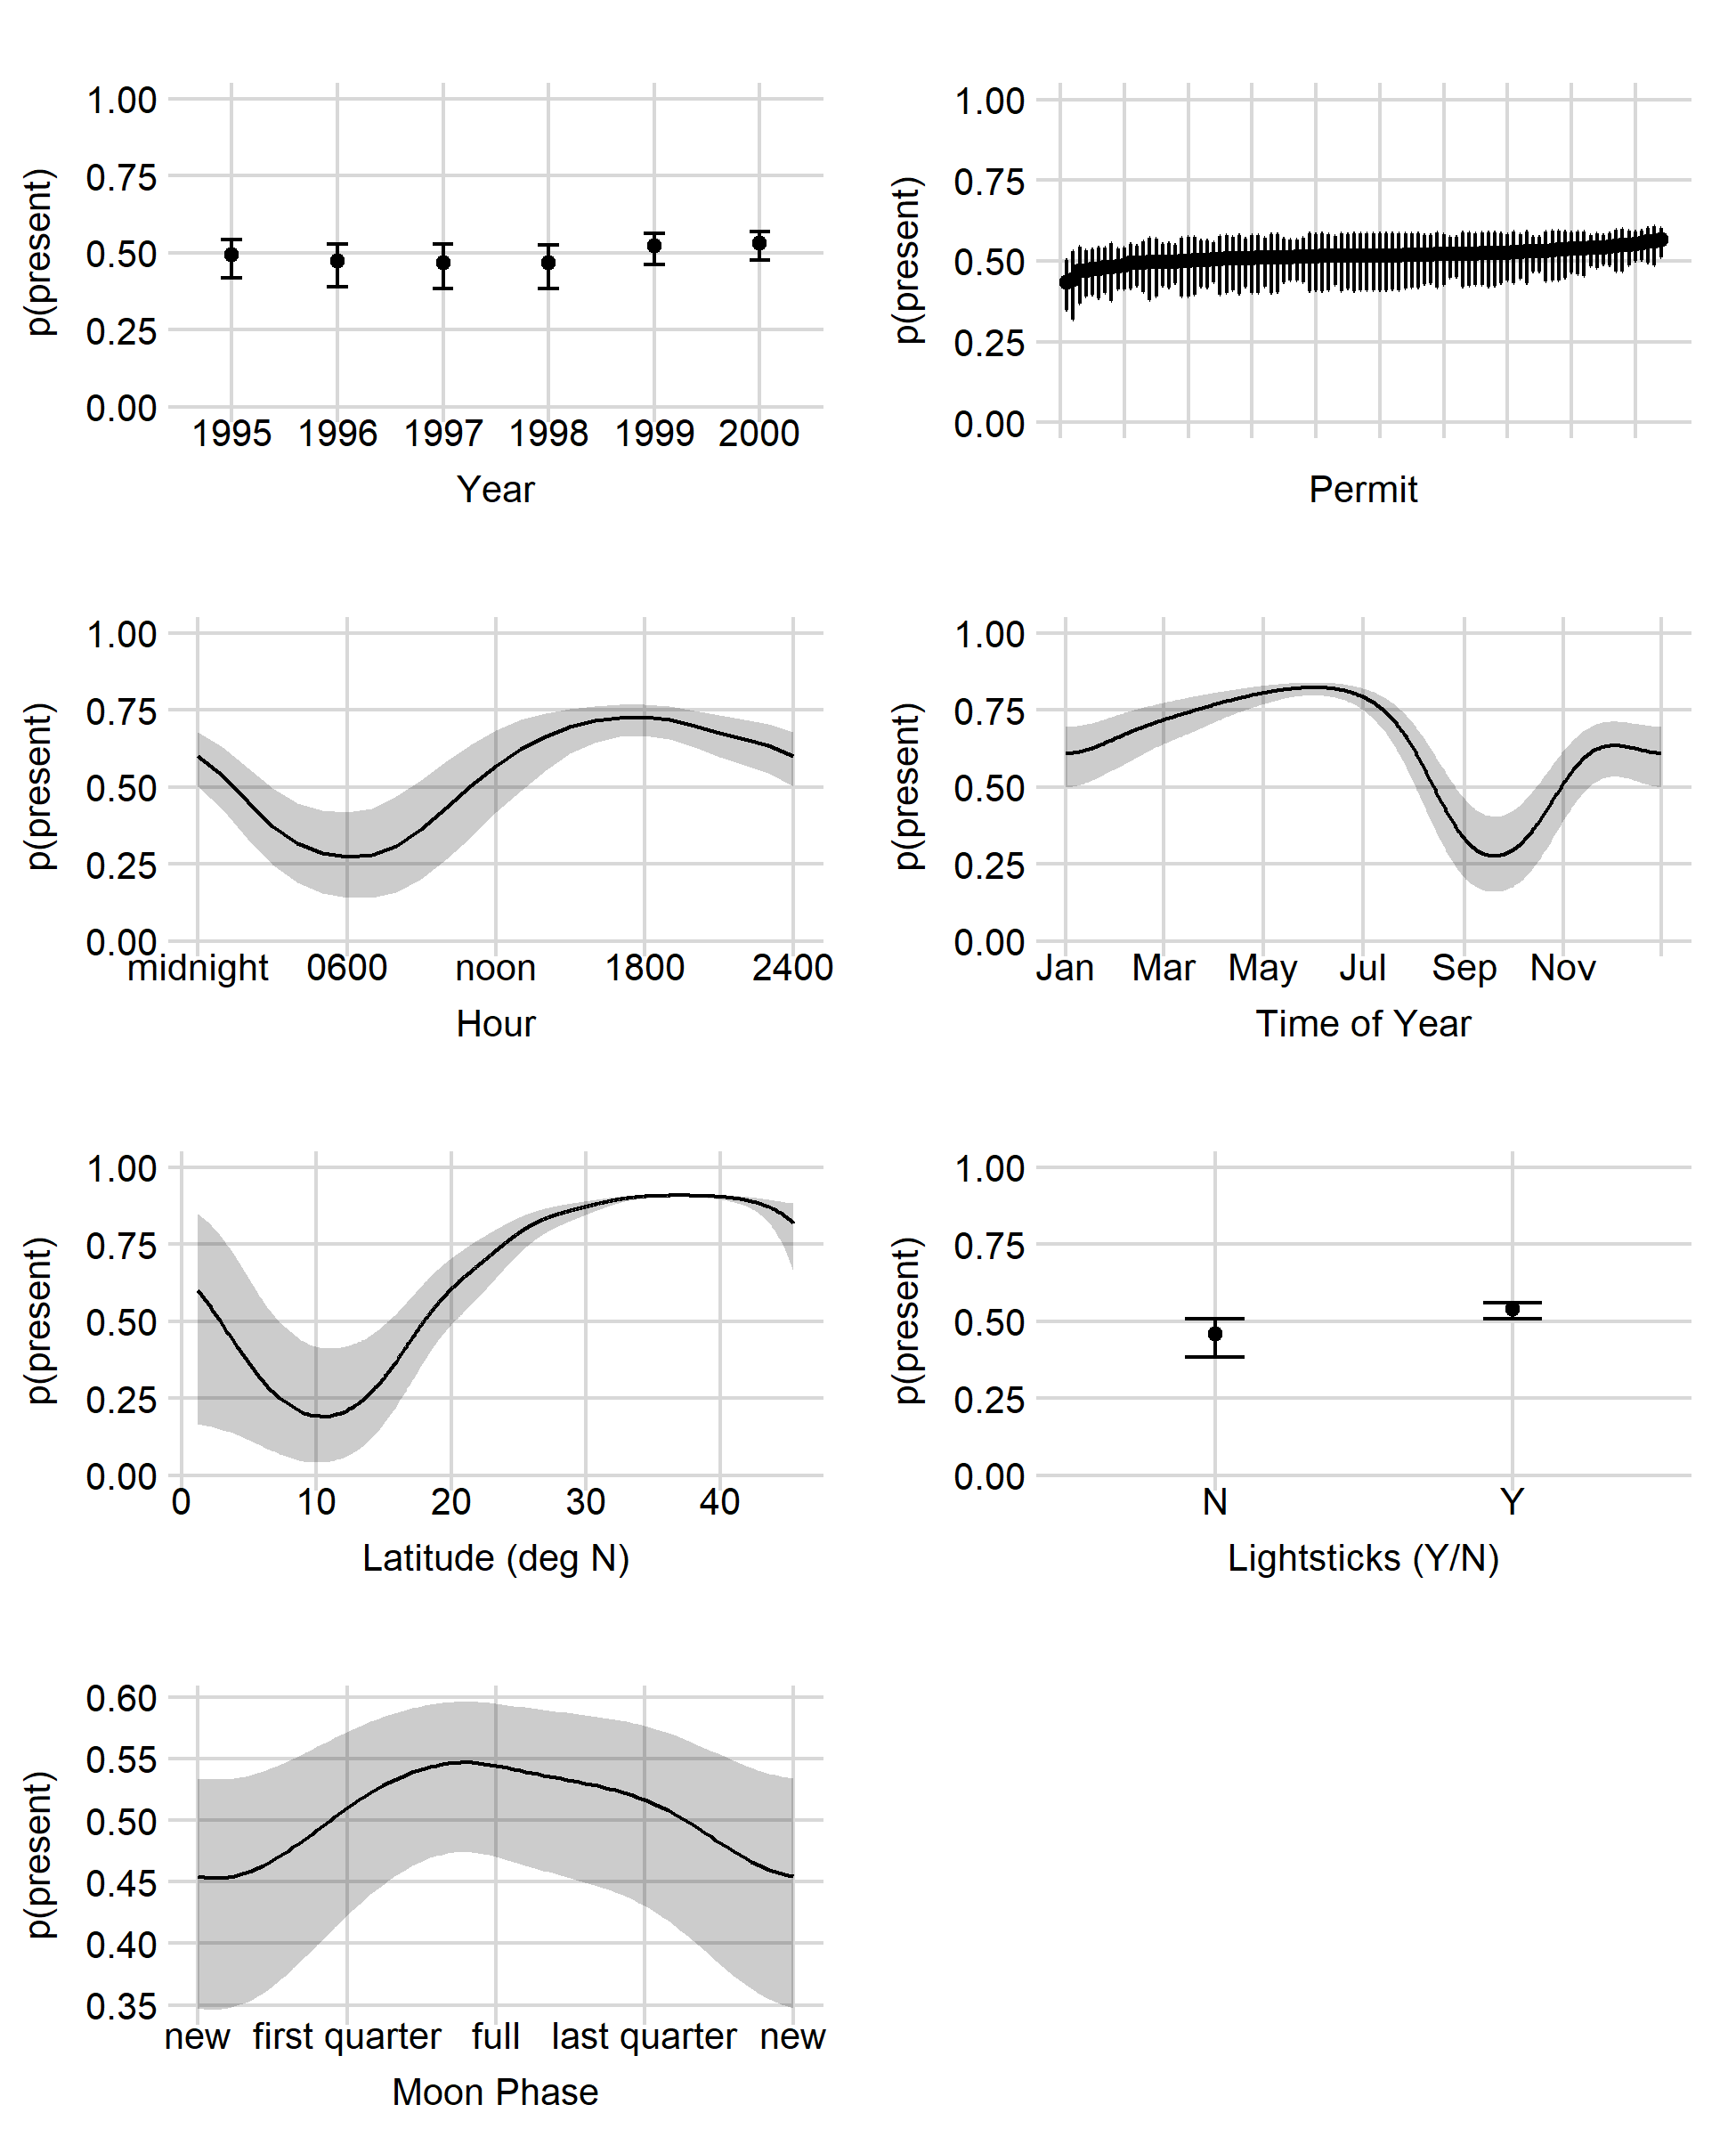 p(present)
1.00
0.75
0.50
0.25
0.00
1995 1996 1997 1998 1999 2000
Year
p(present)
1.00
0.75
0.50
0.25
0.00
Permit
p(present)
1.00
0.75
0.50
0.25
0.00
midnight 0600 noon 1800 2400
Hour
p(present)
1.00
0.75
0.50
0.25
0.00
Jan Mar May Jul Sep Nov
Time of Year
p(present)
1.00
0.75
0.50
0.25
0.00
0 10 20 30 40
Latitude (deg N)
p(present)
1.00
0.75
0.50
0.25
0.00
N Y
Lightsticks (Y/N)
p(present)
0.60
0.55
0.50
0.45
0.40
0.35
new first quarter full last quarter new
Moon Phase